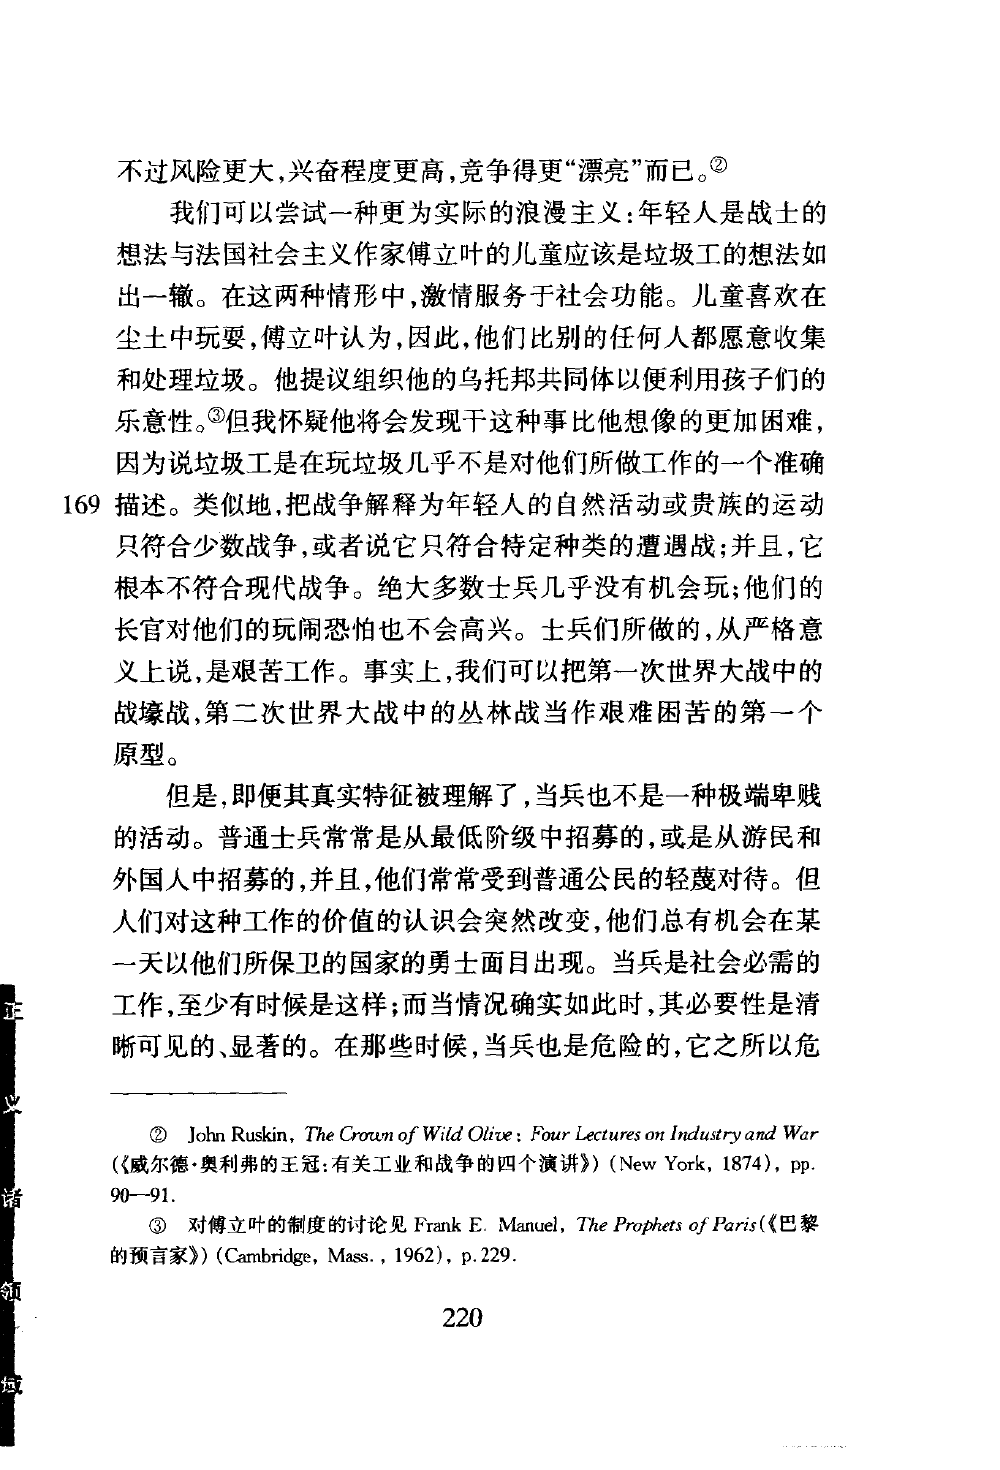 不过风险更大,兴奋程度更高,竞争得更“漂亮”而已。②
我们可以尝试一种更为实际的浪漫主义:年轻人是战士的
想法与法国社会主义作家傅立叶的儿童应该是垃圾工的想法如
出一辙。在这两种情形中,激情服务于社会功能。儿童喜欢在
尘土中玩耍,傅立叶认为,因此,他们比别的任何人都愿意收集
和处理垃圾。他提议组织他的乌托邦共同体以便利用孩子们的
乐意性。③但我怀疑他将会发现干这种事比他想像的更加困难,
因为说垃圾工是在玩垃圾几乎不是对他们所做工作的一个准确
169 描述。类似地,把战争解释为年轻人的自然活动或贵族的运动
只符合少数战争,或者说它只符合特定种类的遭遇战;并且,它
根本不符合现代战争。绝大多数士兵几乎没有机会玩;他们的
长官对他们的玩闹恐怕也不会高兴。士兵们所做的,从严格意
义上说,是艰苦工作。事实上,我们可以把第一次世界大战中的
战壕战,第二次世界大战中的丛林战当作艰难困苦的第一个
原型。
但是,即便其真实特征被理解了,当兵也不是一种极端卑贱
的活动。普通士兵常常是从最低阶级中招募的,或是从游民和
外国人中招募的,并且,他们常常受到普通公民的轻蔑对待。但
人们对这种工作的价值的认识会突然改变,他们总有机会在某
一天以他们所保卫的国家的勇士面目出现。当兵是社会必需的
工作,至少有时候是这样;而当情况确实如此时,其必要性是清
晰可见的、显著的。在那些时候,当兵也是危险的,它之所以危
② John Ruskin, The Crown of Wild Olive: Four Lectures on Industry and War
(《威尔德·奥利弗的王冠:有关工业和战争的四个演讲》) (New York, 1874), pp.
90—91.
③ 对傅立叶的制度的讨论见 Frank E. Manuel, The Prophets of Paris(《巴黎
的预言家》) (Cambridge, Mass., 1962), p.229.
220
正
义
诸
领
域